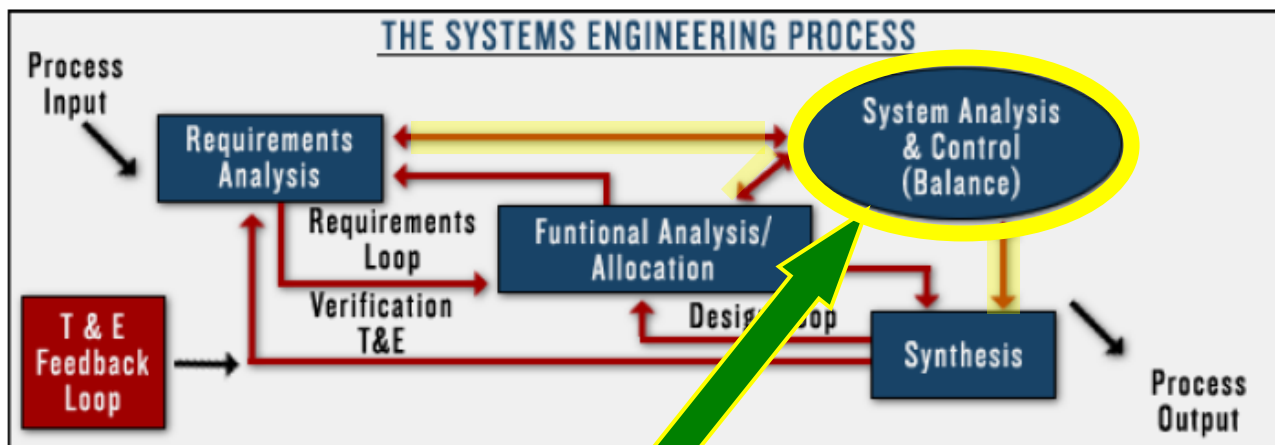 THE SYSTEMS ENGINEERING PROCESS
Process
Input
Requirements
Analysis
System Analysis
& Control
(Balance)
Requirements
Loop
Funtional Analysis/
Allocation
Verification
T&E
Design
T & E
Feedback
Loop
Synthesis
Process
Output